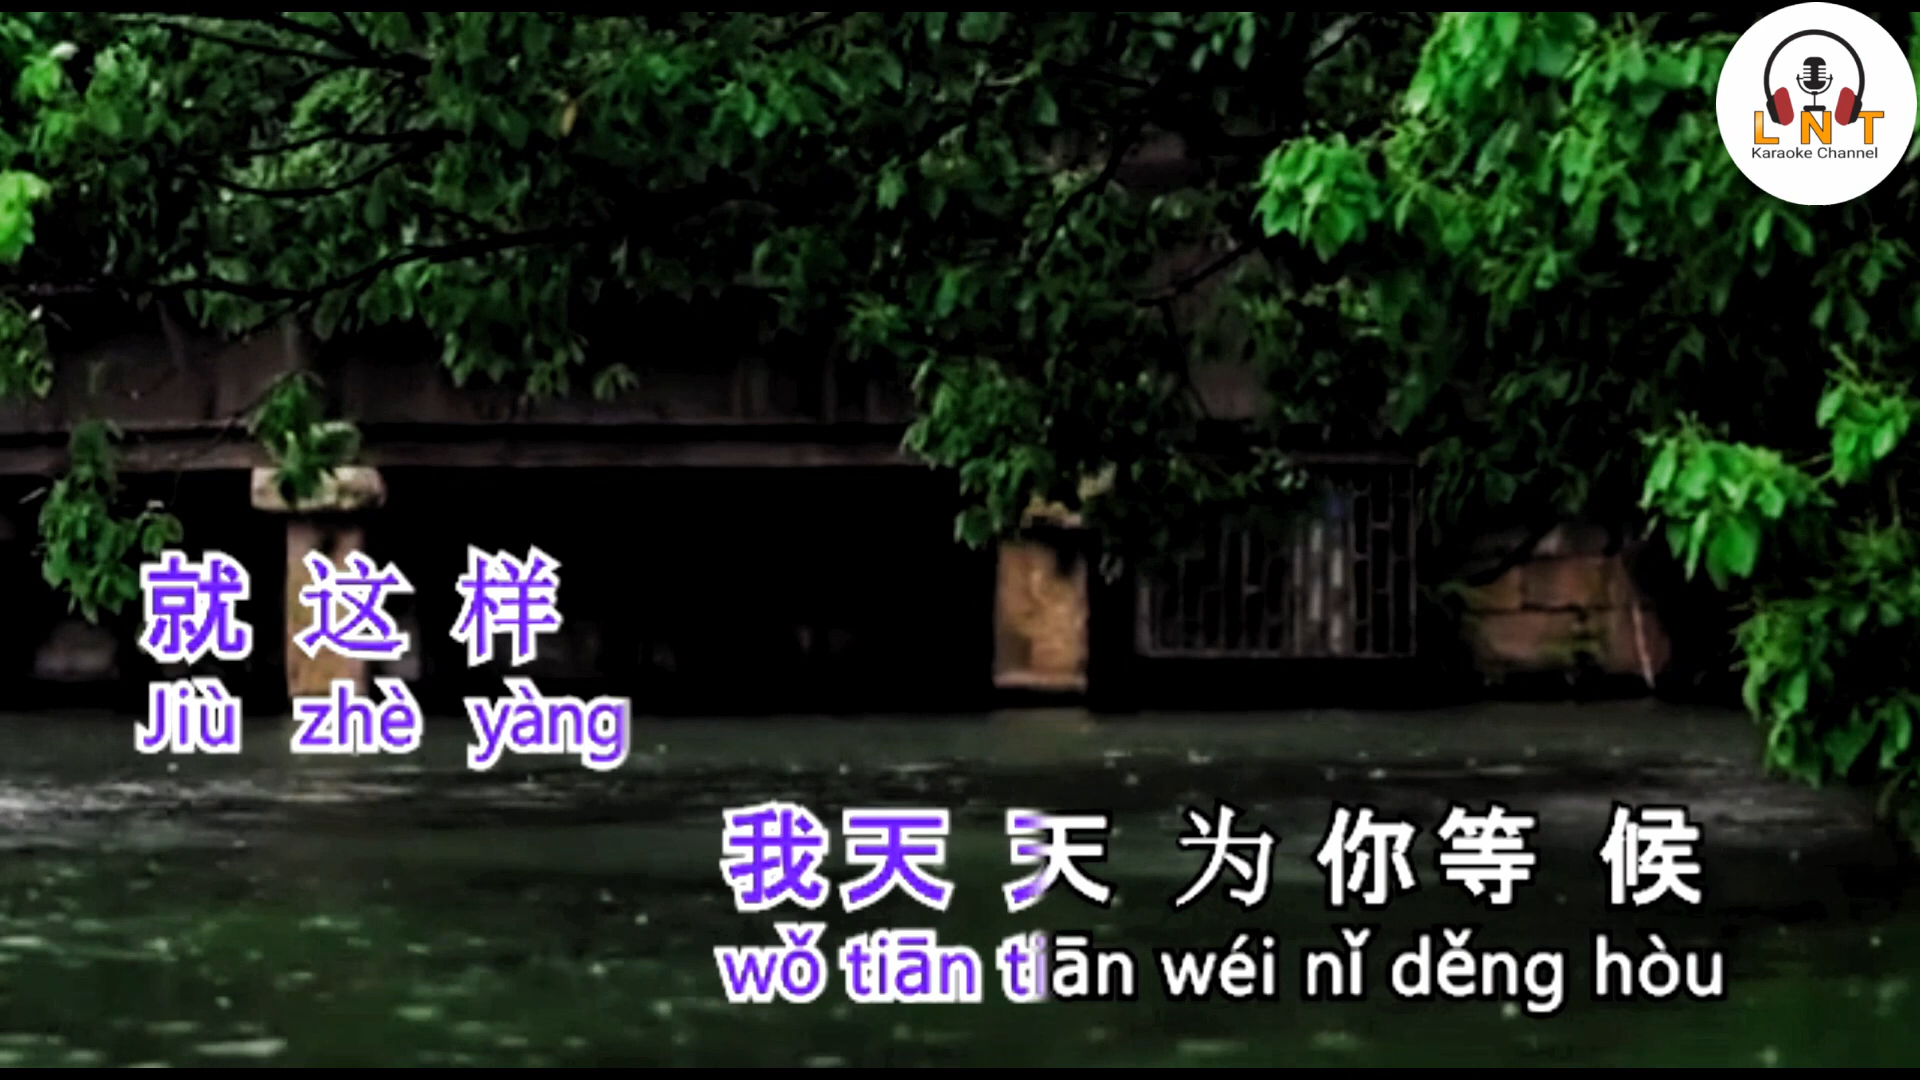 L N T
Karaoke Channel
就 这 样
Jiù zhè yàng
我天 天 为 你等 候
wǒ tiān tiān wéi nǐ děng hòu